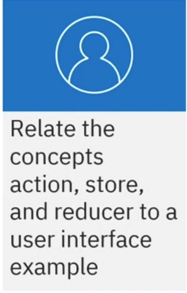 Relate the
concepts
action, store,
and reducer to a
user interface
example